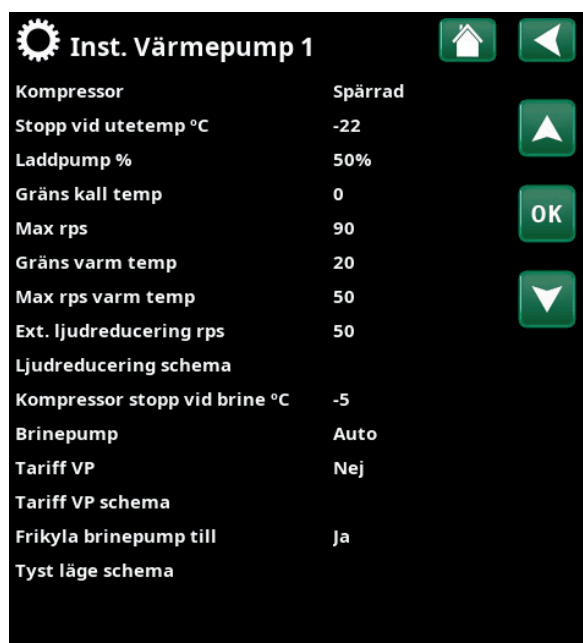 Inst. Värmepump 1
Kompressor Spärrad
Stopp vid utetemp ºC -22
Laddpump % 50%
Gräns kall temp 0
OK
Max rps 90
Gräns varm temp 20
Max rps varm temp 50
Ext. ljudreducering rps 50
Ljudreducering schema
Kompressor stopp vid brine ºC -5
Brinepump Auto
Tariff VP Nej
Tariff VP schema
Frikyla brinepump till Ja
Tyst läge schema